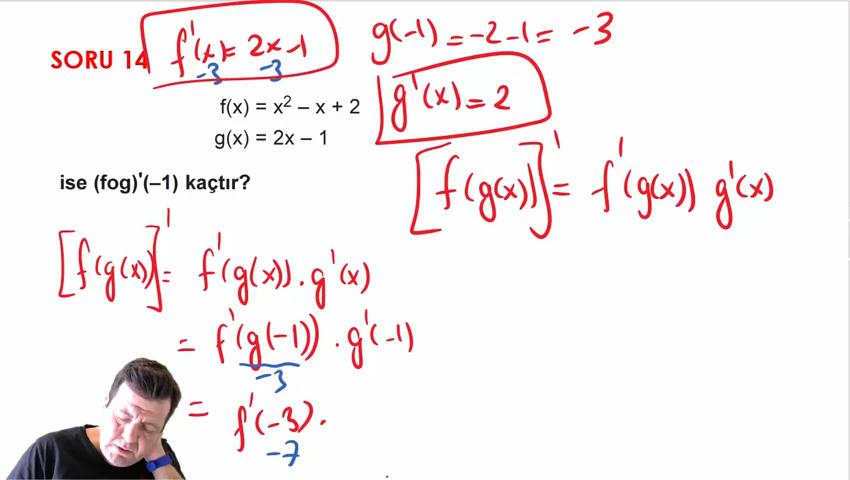 SORU 14
f'(x) = 2x - 1
-3 -3
g(-1) = -2 - 1 = -3
g'(x) = 2
f(x) = x² – x + 2
g(x) = 2x – 1
ise (fog)'(–1) kaçtır?
[f(g(x))]' = f'(g(x)) g'(x)
[f(g(x))]' = f'(g(x)) . g'(x)
= f'(g(-1)) . g'(-1)
-3
= f'(-3) .
-7